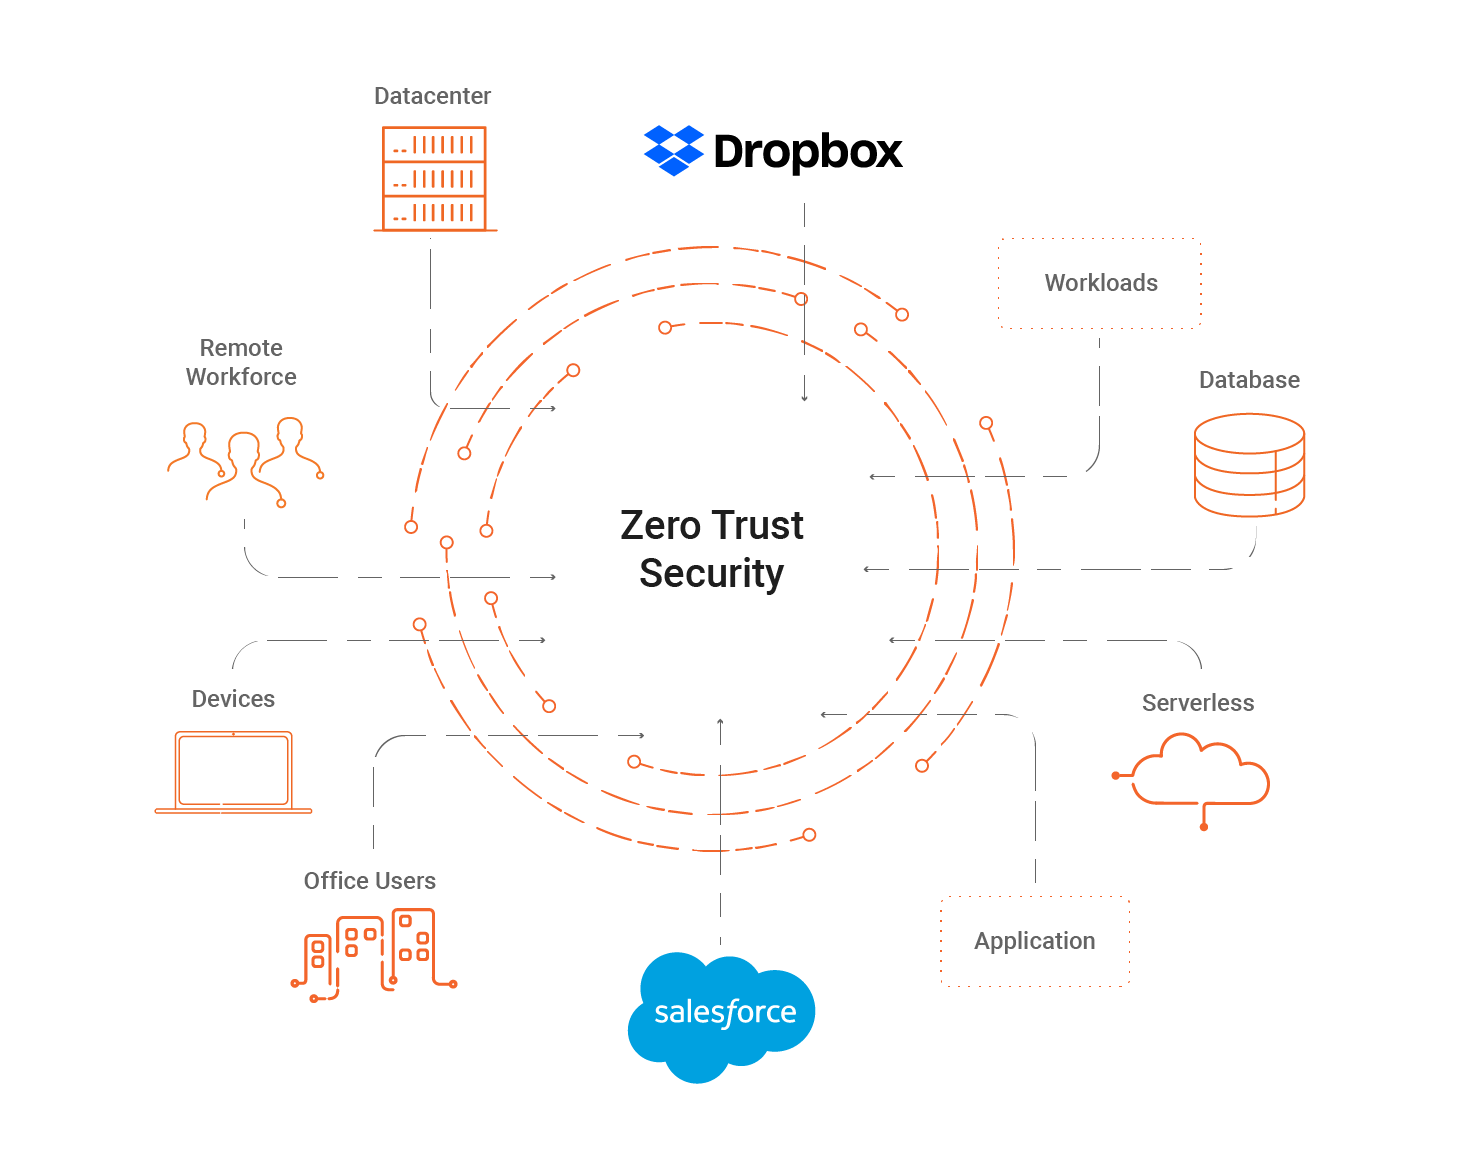 Datacenter
Dropbox
Workloads
Remote
Workforce
Database
Zero Trust
Security
Devices
Serverless
Office Users
Application
salesforce